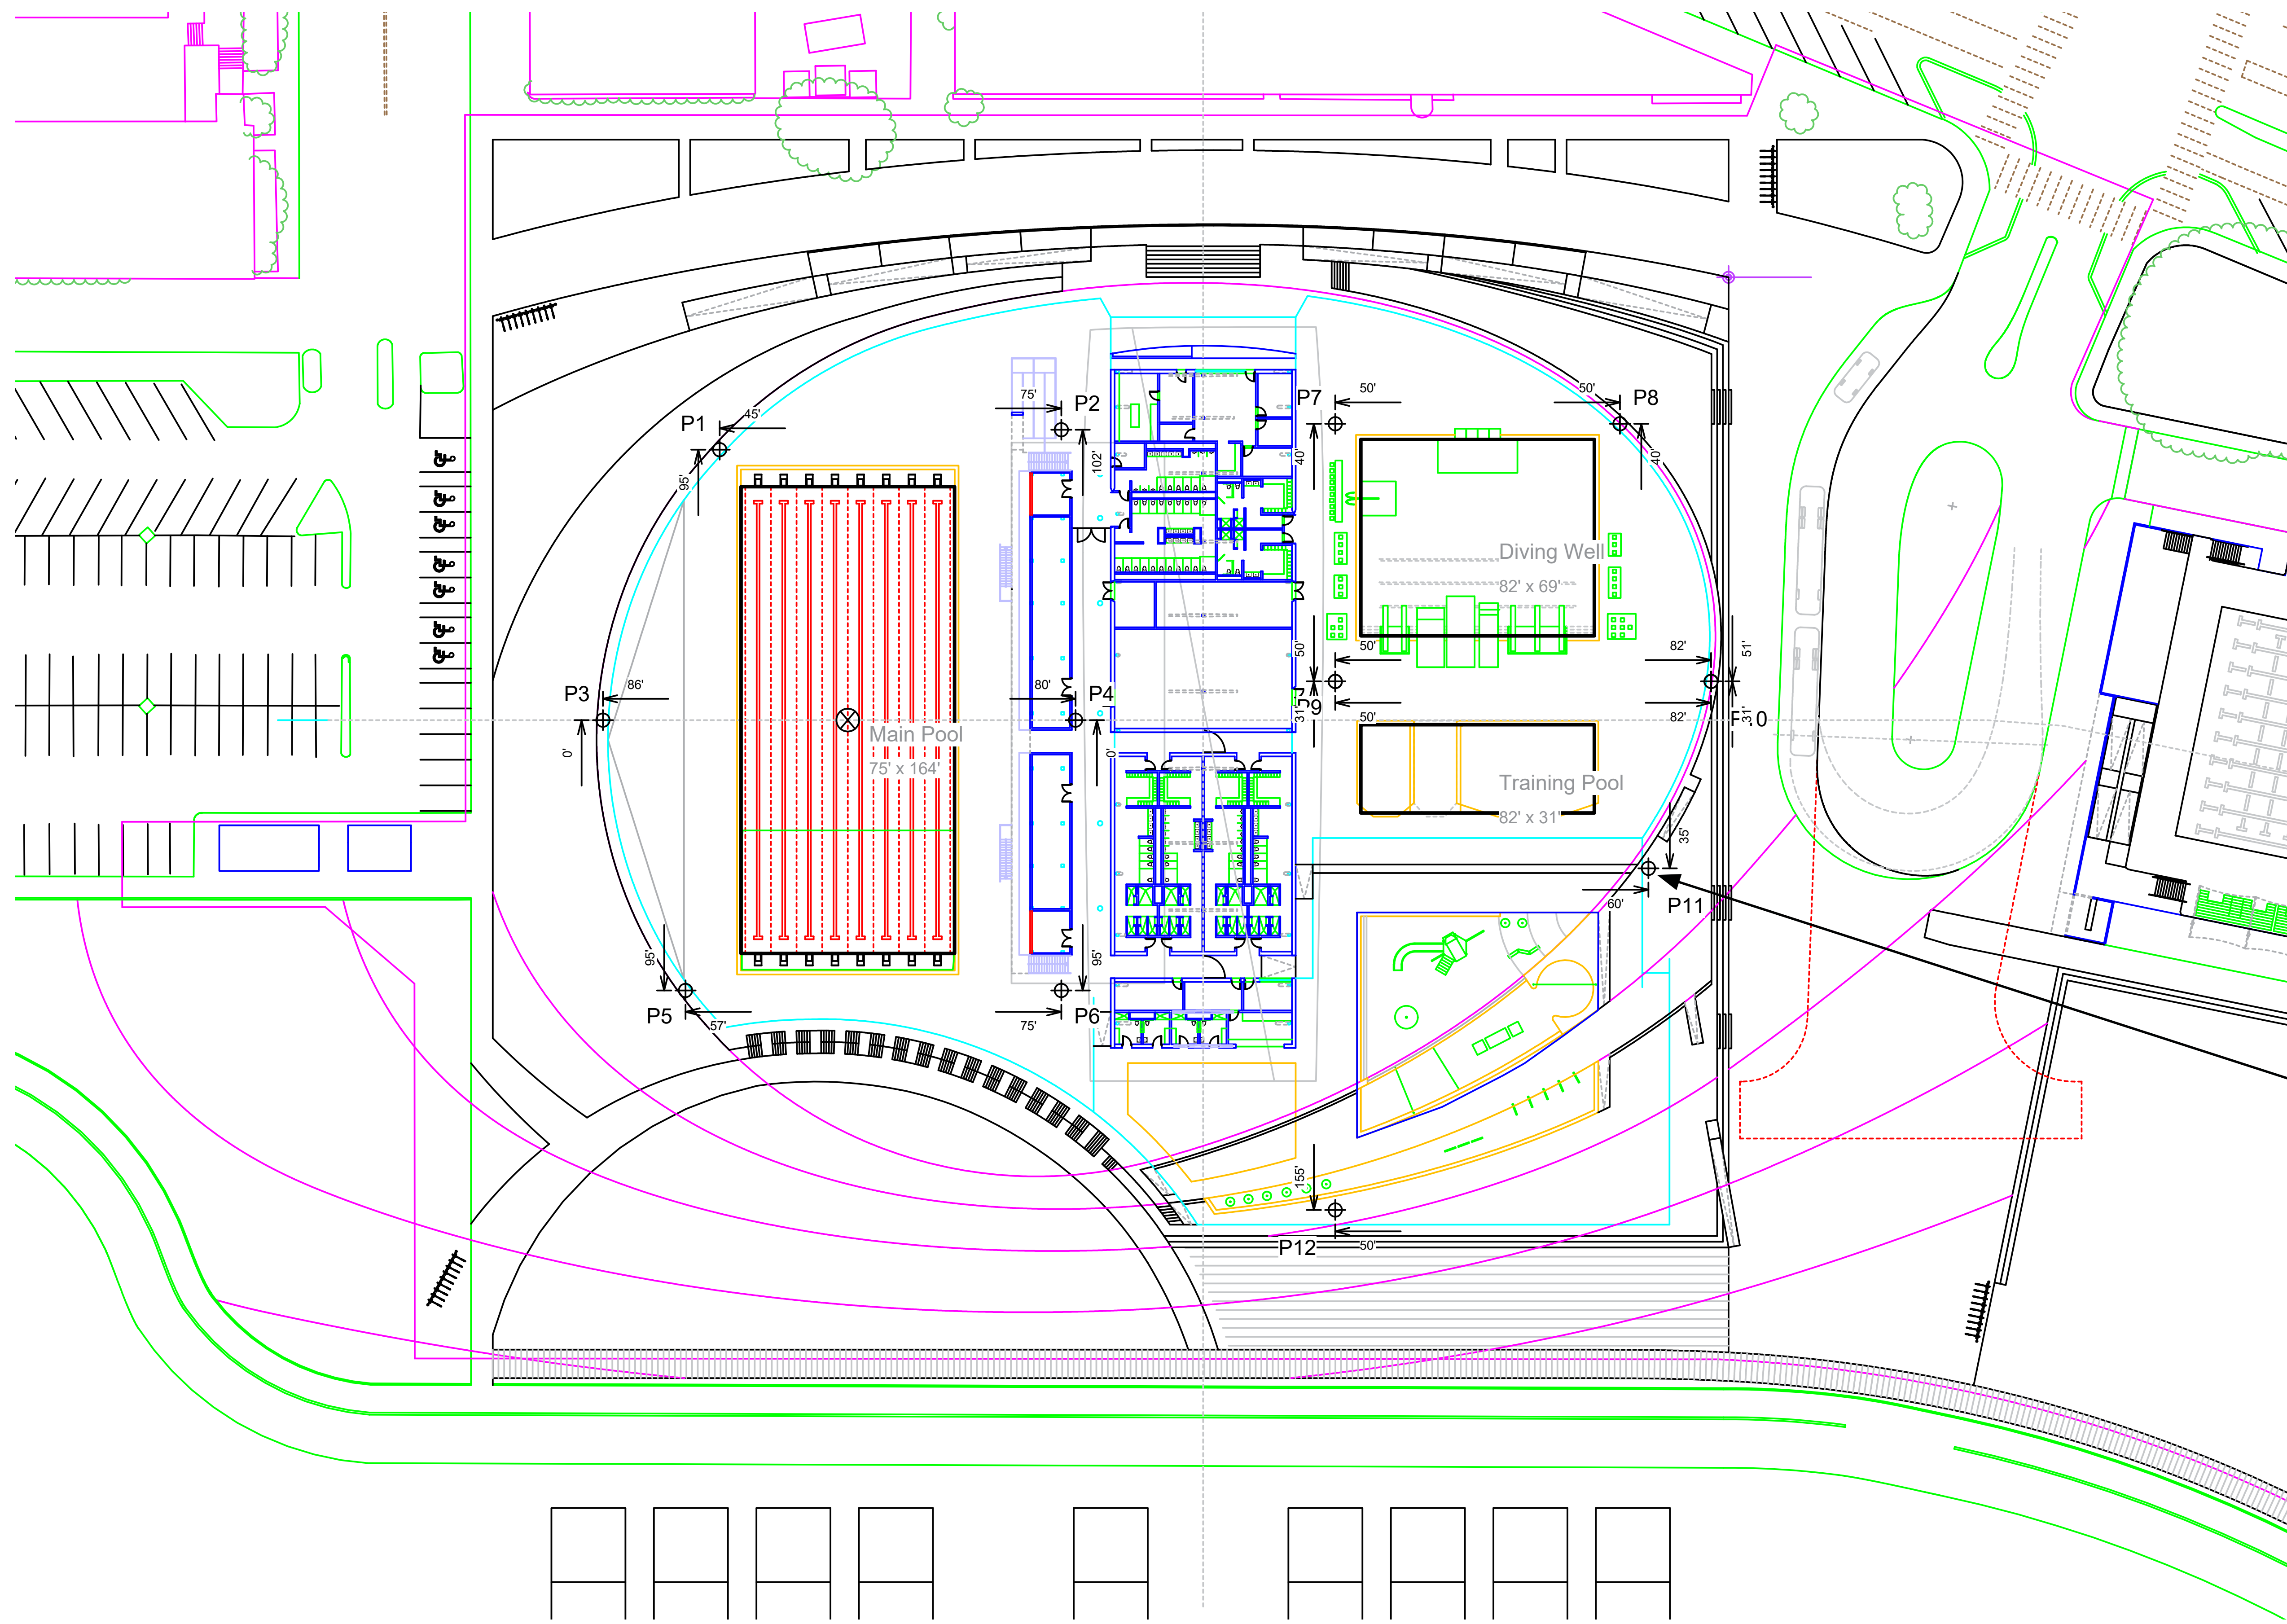 P1
45'
95'
75'
P2
102'
P7
50'
40'
50'
P8
40'
Diving Well
82' x 69'
50'
50'
82'
51'
P3
86'
0'
80'
P4
0'
Main Pool
75' x 164'
P9
31'
50'
82'
31'
Training Pool
82' x 31'
35'
60'
P11
95'
P5
57'
95'
75'
P6
155'
P12
50'